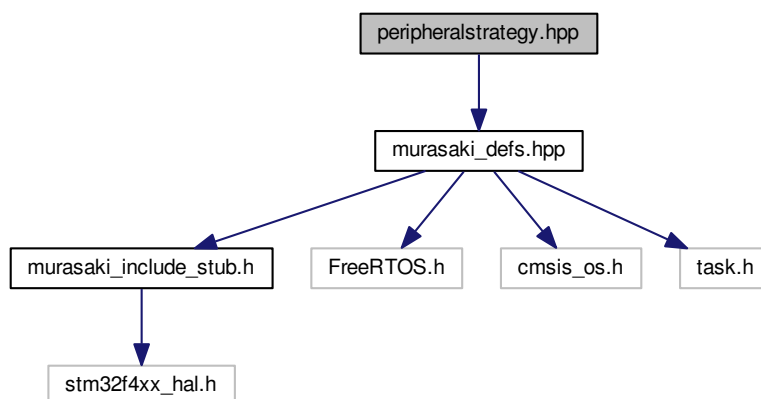 peripheralstrategy.hpp
murasaki_defs.hpp
murasaki_include_stub.h
FreeRTOS.h
cmsis_os.h
task.h
stm32f4xx_hal.h